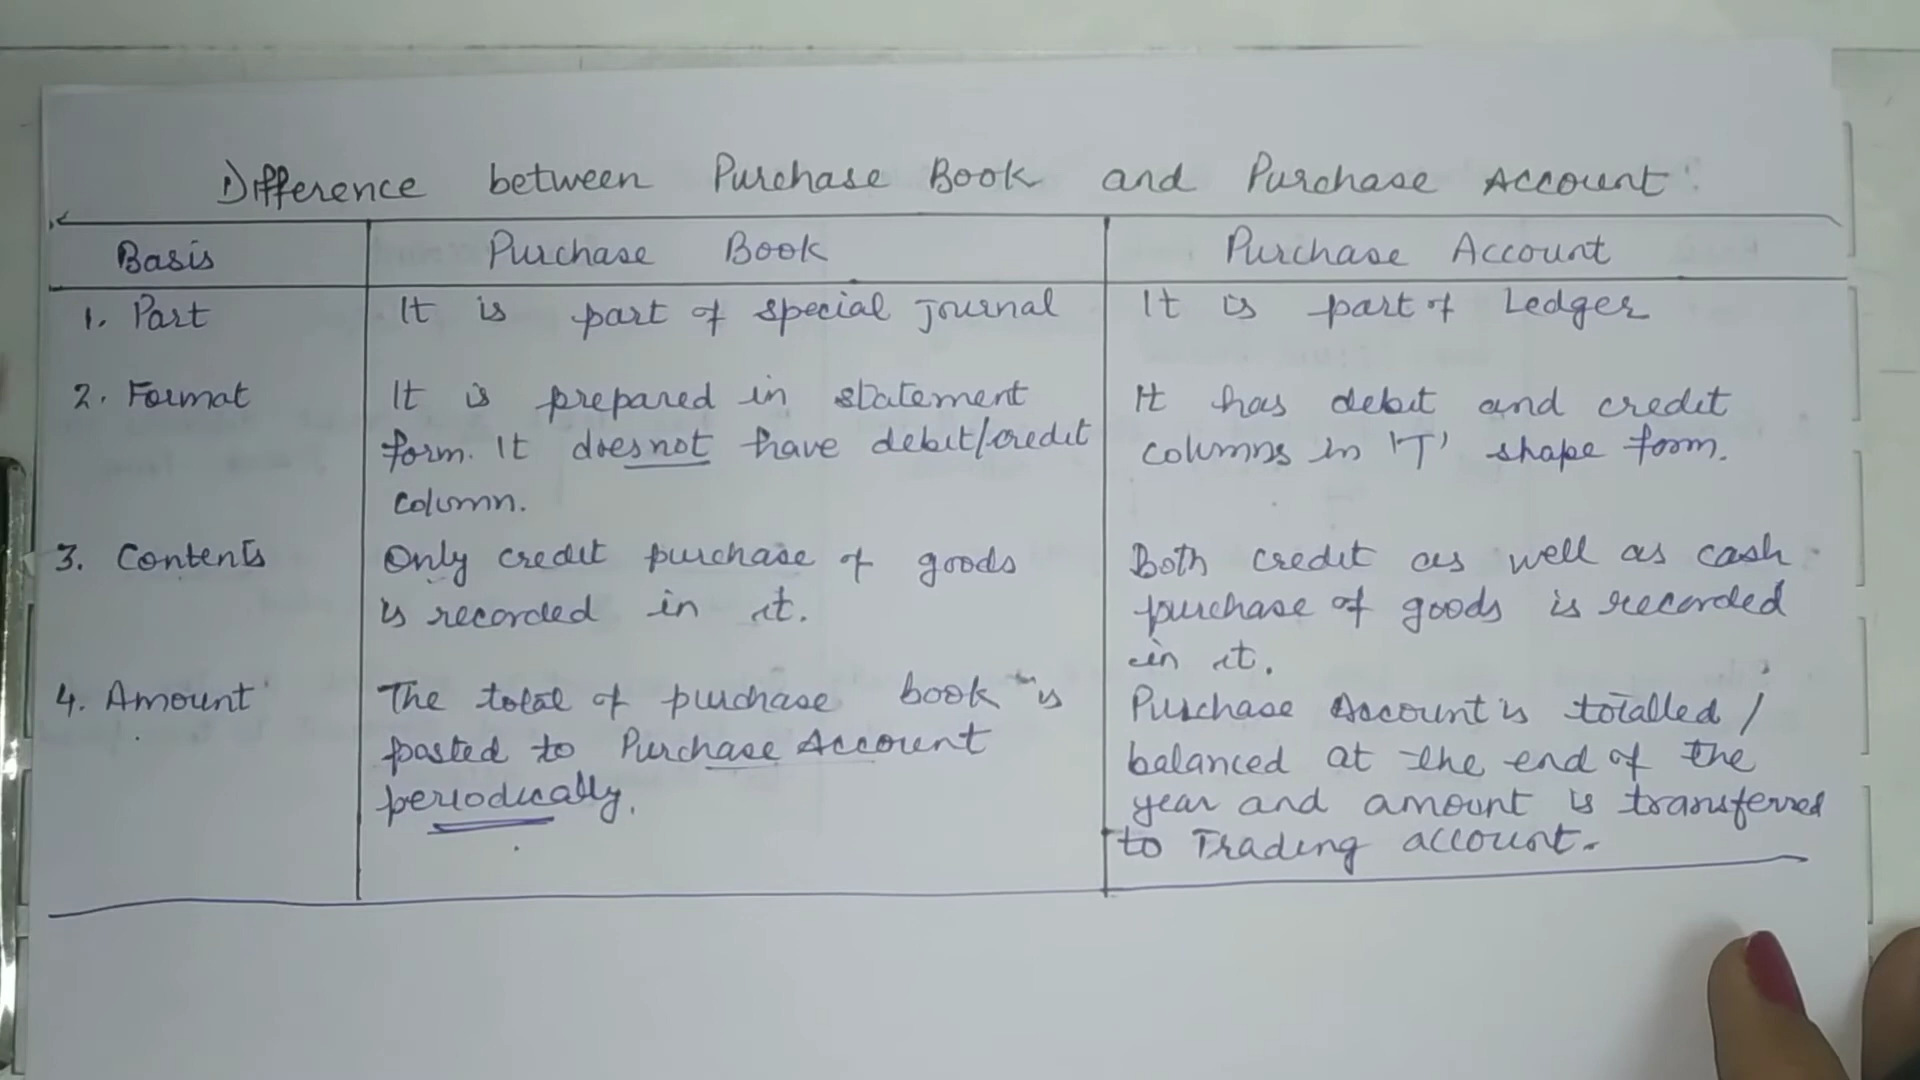 Difference between Purchase Book and Purchase Account
Basis Purchase Book Purchase Account
1. Part It is part of special Journal It is part of Ledger
2. Format It is prepared in statement It has debit and credit
form. It does not have debit/credit columns in 'T' shape form.
column.
3. Contents Only credit purchase of goods Both credit as well as cash
is recorded in it. purchase of goods is recorded
in it.
4. Amount The total of purchase book is Purchase Account is totalled /
posted to Purchase Account balanced at the end of the
periodically. year and amount is transferred
to Trading account.